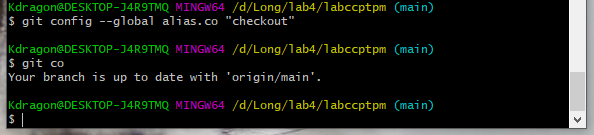 Kdragon@DESKTOP-J4R9TMQ MINGW64 /d/Long/lab4/labccptpm (main)
$ git config --global alias.co "checkout"
Kdragon@DESKTOP-J4R9TMQ MINGW64 /d/Long/lab4/labccptpm (main)
$ git co
Your branch is up to date with 'origin/main'.
Kdragon@DESKTOP-J4R9TMQ MINGW64 /d/Long/lab4/labccptpm (main)
$